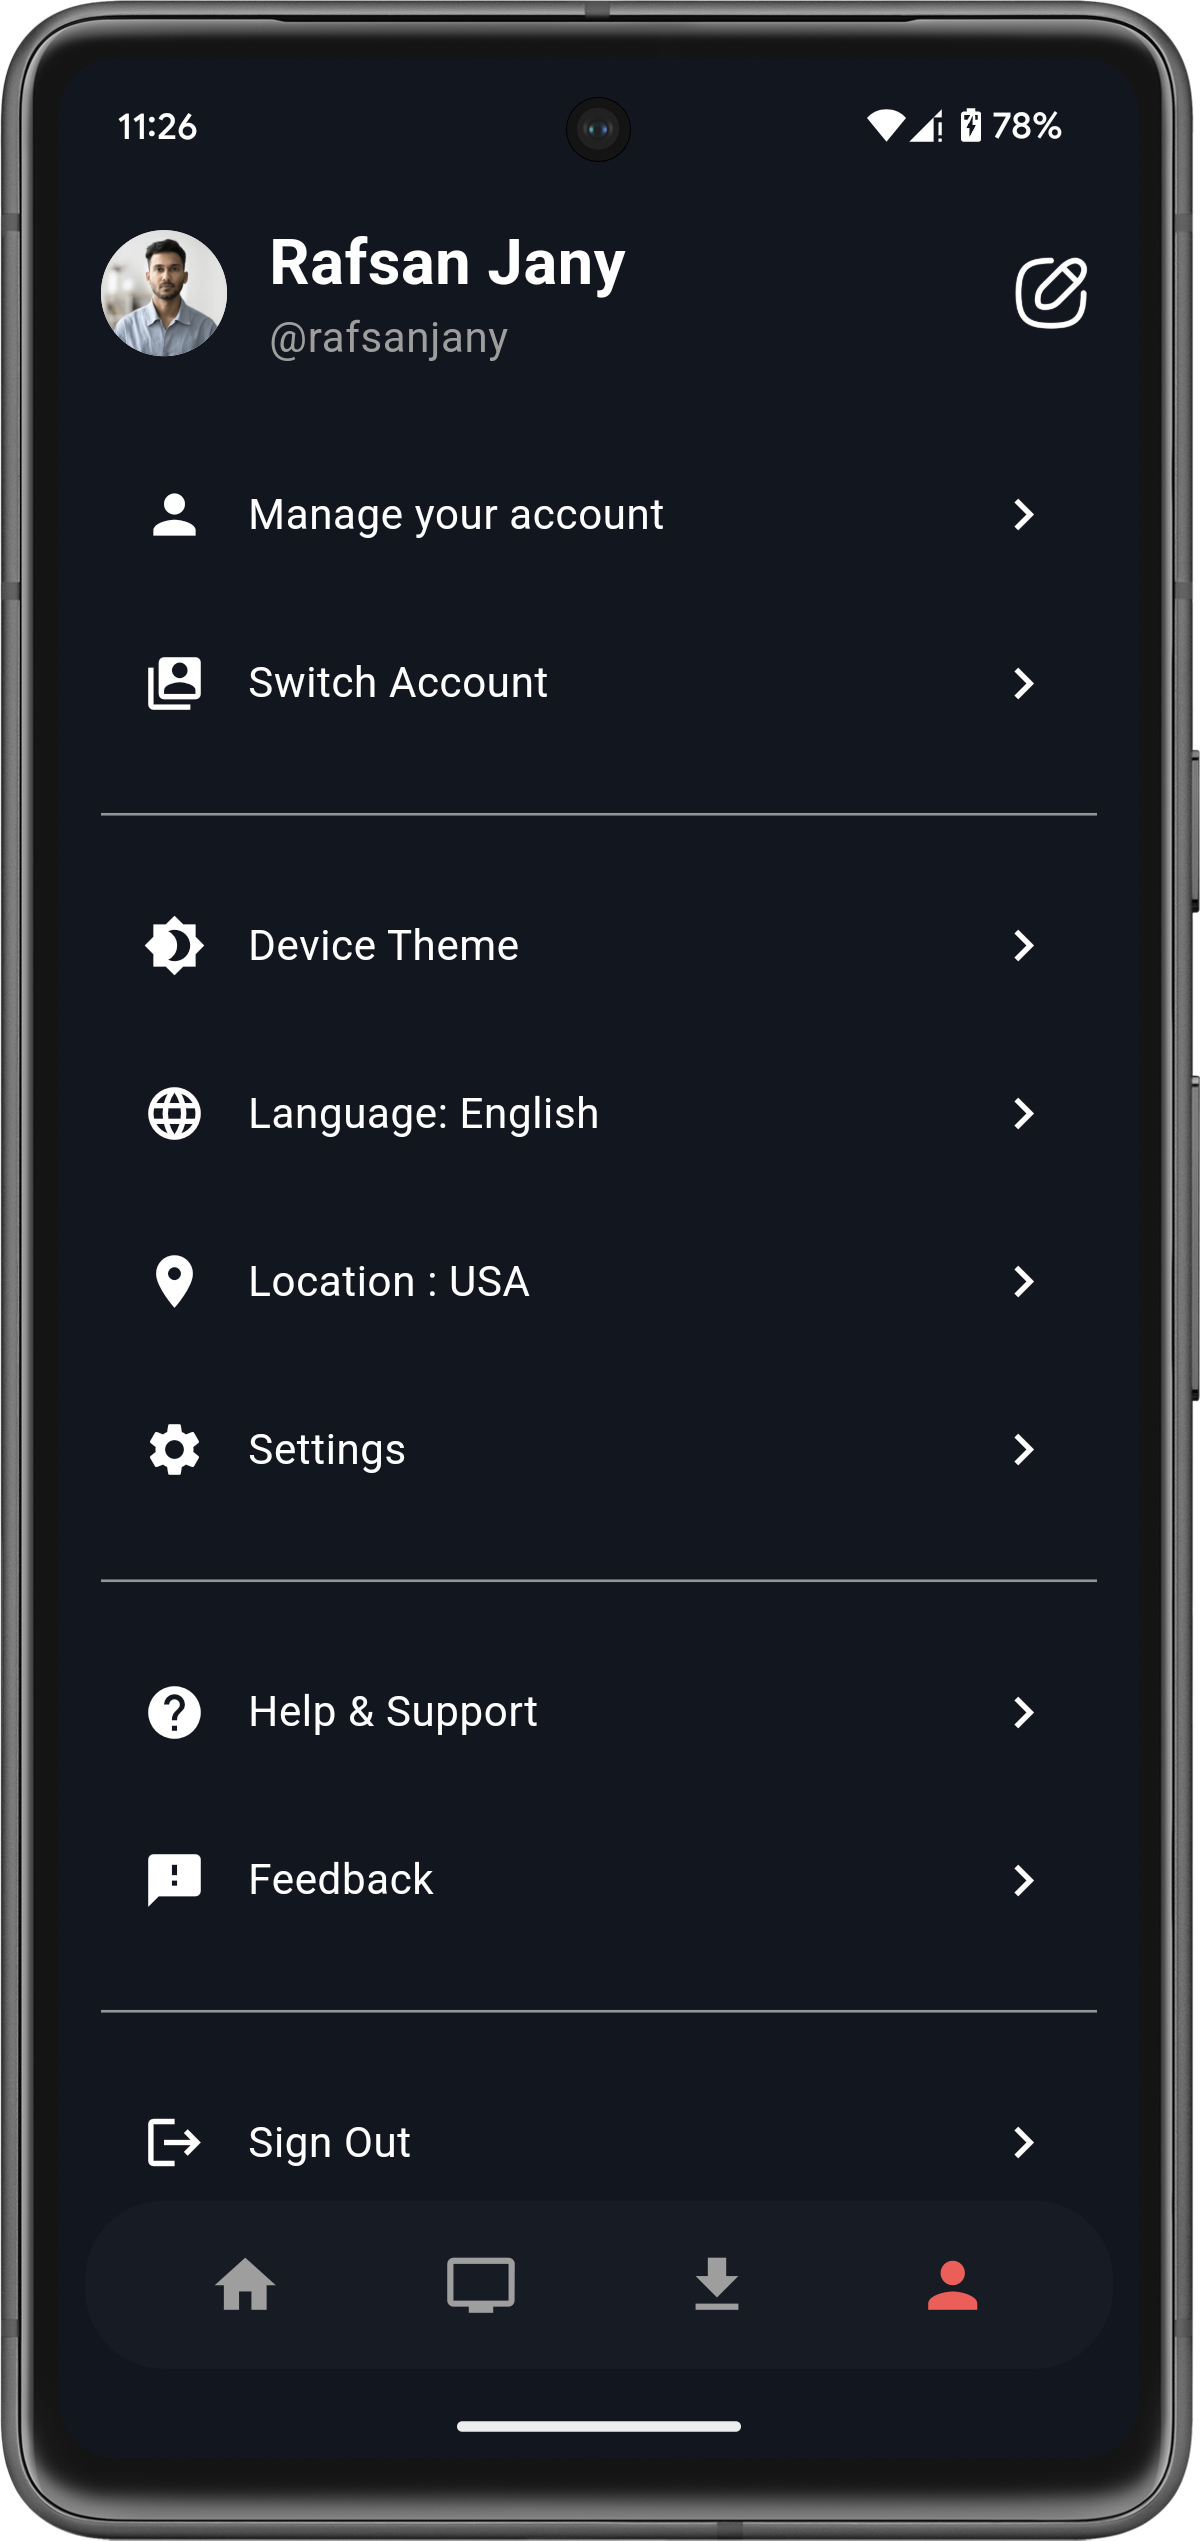 11:26 78%
Rafsan Jany
@rafsanjany
Manage your account
Switch Account
Device Theme
Language: English
Location : USA
Settings
Help & Support
Feedback
Sign Out